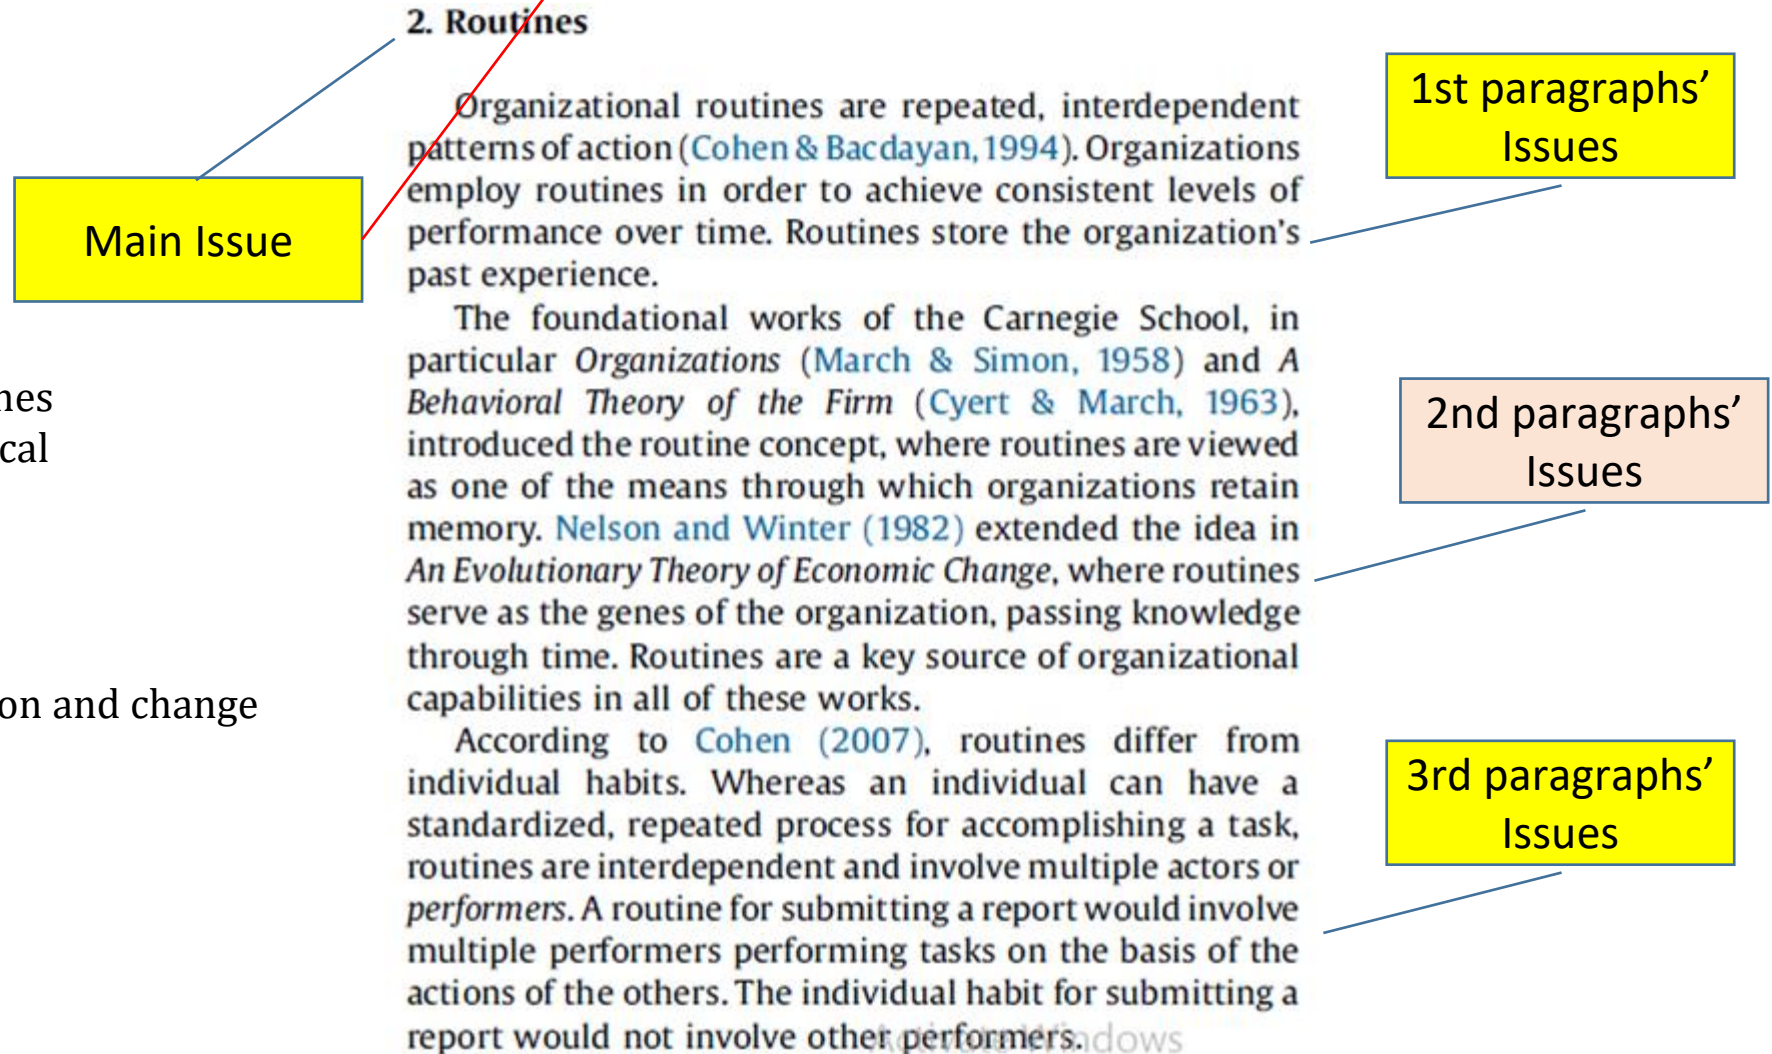 2. Routines
Organizational routines are repeated, interdependent
patterns of action (Cohen & Bacdayan, 1994). Organizations
employ routines in order to achieve consistent levels of
performance over time. Routines store the organization's
past experience.
The foundational works of the Carnegie School, in
particular Organizations (March & Simon, 1958) and A
Behavioral Theory of the Firm (Cyert & March, 1963),
introduced the routine concept, where routines are viewed
as one of the means through which organizations retain
memory. Nelson and Winter (1982) extended the idea in
An Evolutionary Theory of Economic Change, where routines
serve as the genes of the organization, passing knowledge
through time. Routines are a key source of organizational
capabilities in all of these works.
According to Cohen (2007), routines differ from
individual habits. Whereas an individual can have a
standardized, repeated process for accomplishing a task,
routines are interdependent and involve multiple actors or
performers. A routine for submitting a report would involve
multiple performers performing tasks on the basis of the
actions of the others. The individual habit for submitting a
report would not involve other performers.
Activate Windows
Main Issue
nes
cal
on and change
1st paragraphs'
Issues
2nd paragraphs'
Issues
3rd paragraphs'
Issues